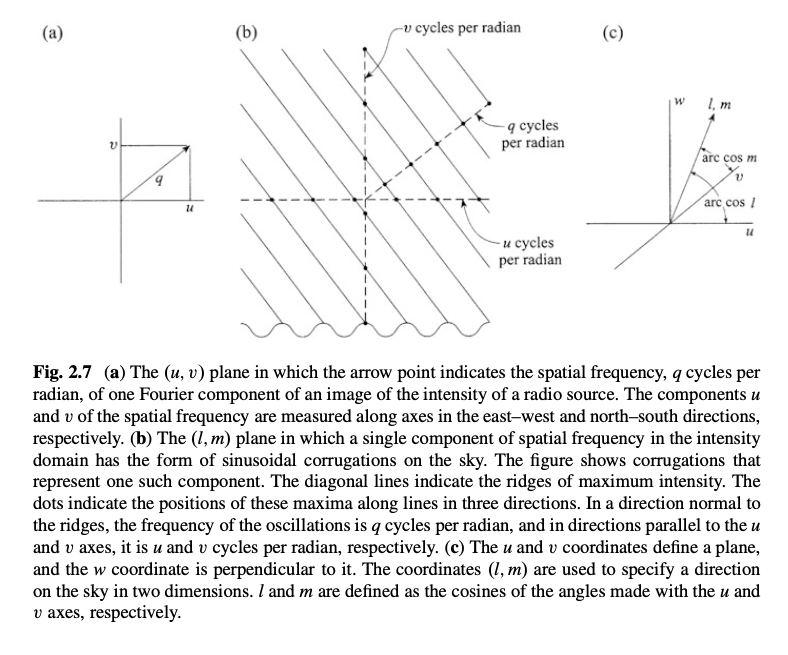 (a)
(b)
υ cycles per radian
(c)
υ
q
u
q cycles
per radian
u cycles
per radian
w
l, m
arc cos m
υ
arc cos l
u
Fig. 2.7 (a) The (u, υ) plane in which the arrow point indicates the spatial frequency, q cycles per
radian, of one Fourier component of an image of the intensity of a radio source. The components u
and υ of the spatial frequency are measured along axes in the east–west and north–south directions,
respectively. (b) The (l, m) plane in which a single component of spatial frequency in the intensity
domain has the form of sinusoidal corrugations on the sky. The figure shows corrugations that
represent one such component. The diagonal lines indicate the ridges of maximum intensity. The
dots indicate the positions of these maxima along lines in three directions. In a direction normal to
the ridges, the frequency of the oscillations is q cycles per radian, and in directions parallel to the u
and υ axes, it is u and υ cycles per radian, respectively. (c) The u and υ coordinates define a plane,
and the w coordinate is perpendicular to it. The coordinates (l, m) are used to specify a direction
on the sky in two dimensions. l and m are defined as the cosines of the angles made with the u and
υ axes, respectively.